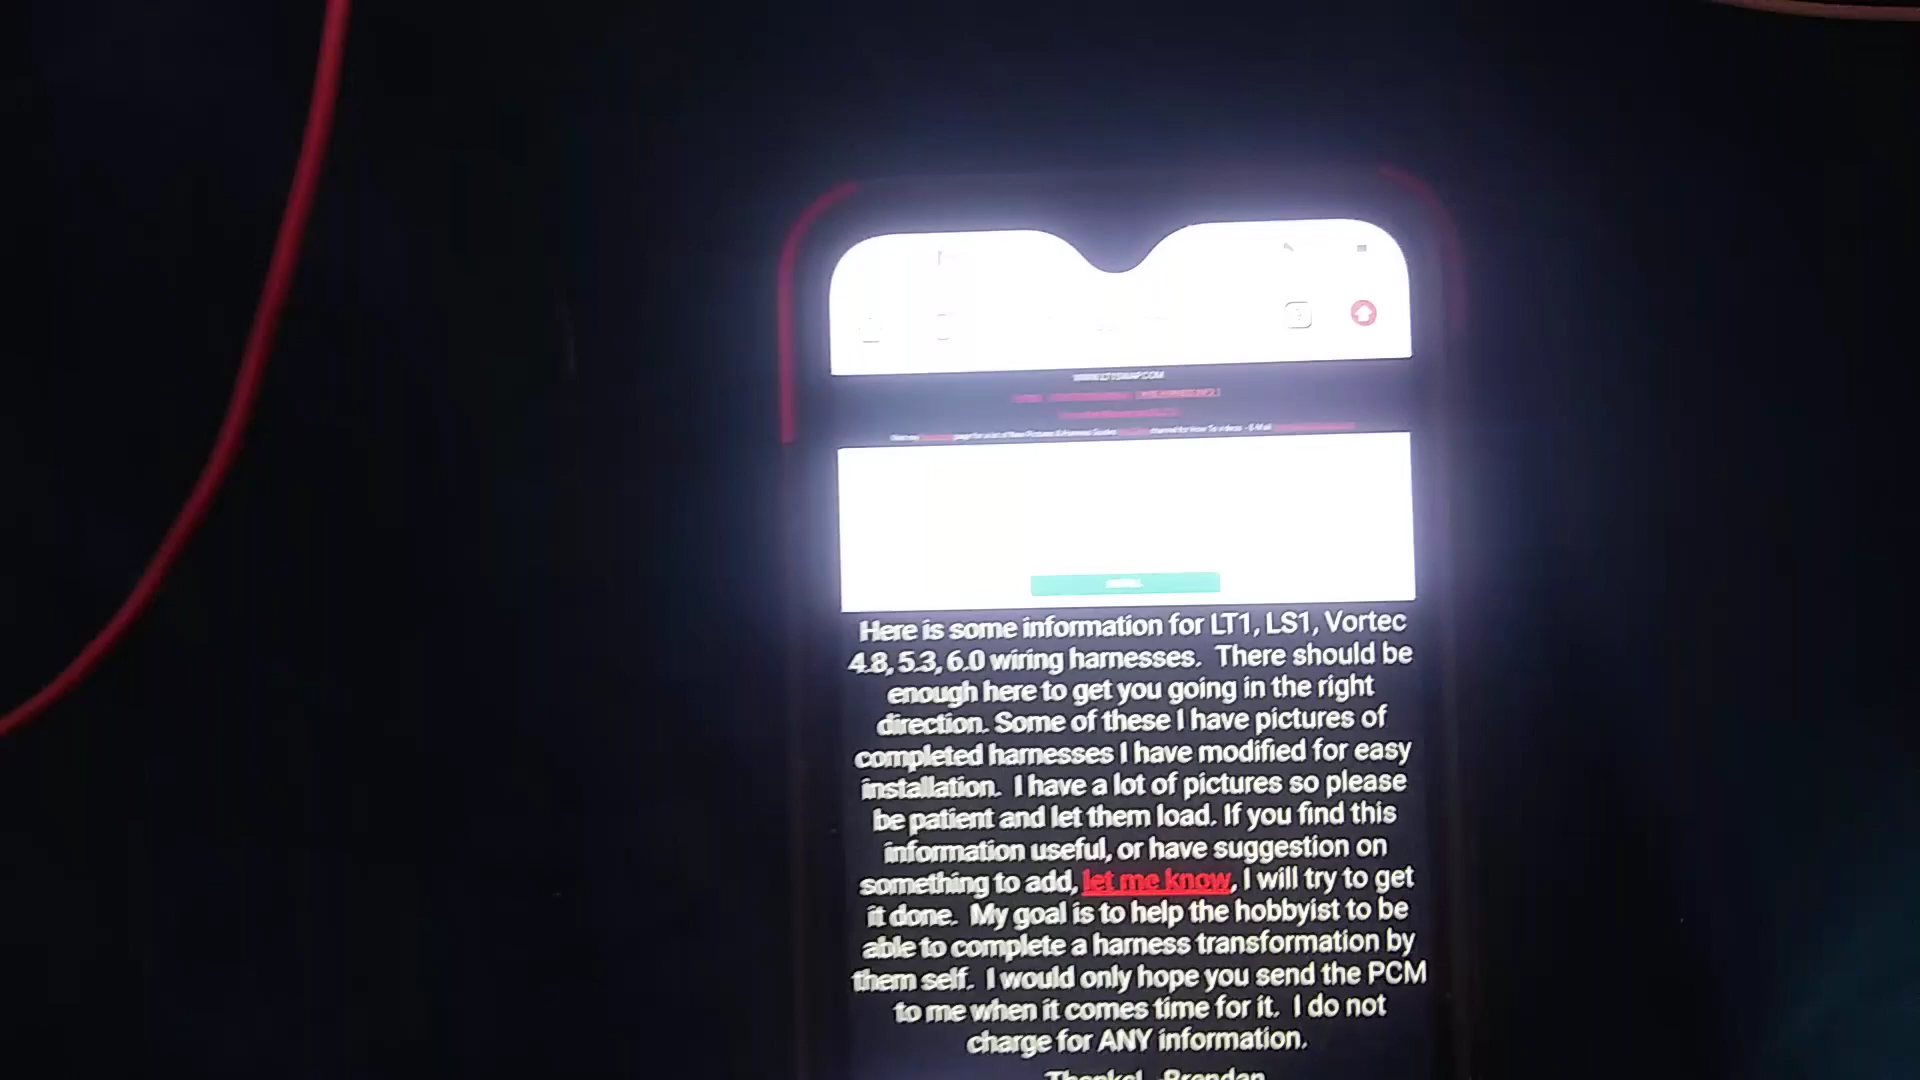 WWW.LT1SWAP.COM
INSTALL
Here is some information for LT1, LS1, Vortec
4.8, 5.3, 6.0 wiring harnesses. There should be
enough here to get you going in the right
direction. Some of these I have pictures of
completed harnesses I have modified for easy
installation. I have a lot of pictures so please
be patient and let them load. If you find this
information useful, or have suggestion on
something to add, let me know, I will try to get
it done. My goal is to help the hobbyist to be
able to complete a harness transformation by
them self. I would only hope you send the PCM
to me when it comes time for it. I do not
charge for ANY information.
Thanks! Brendan